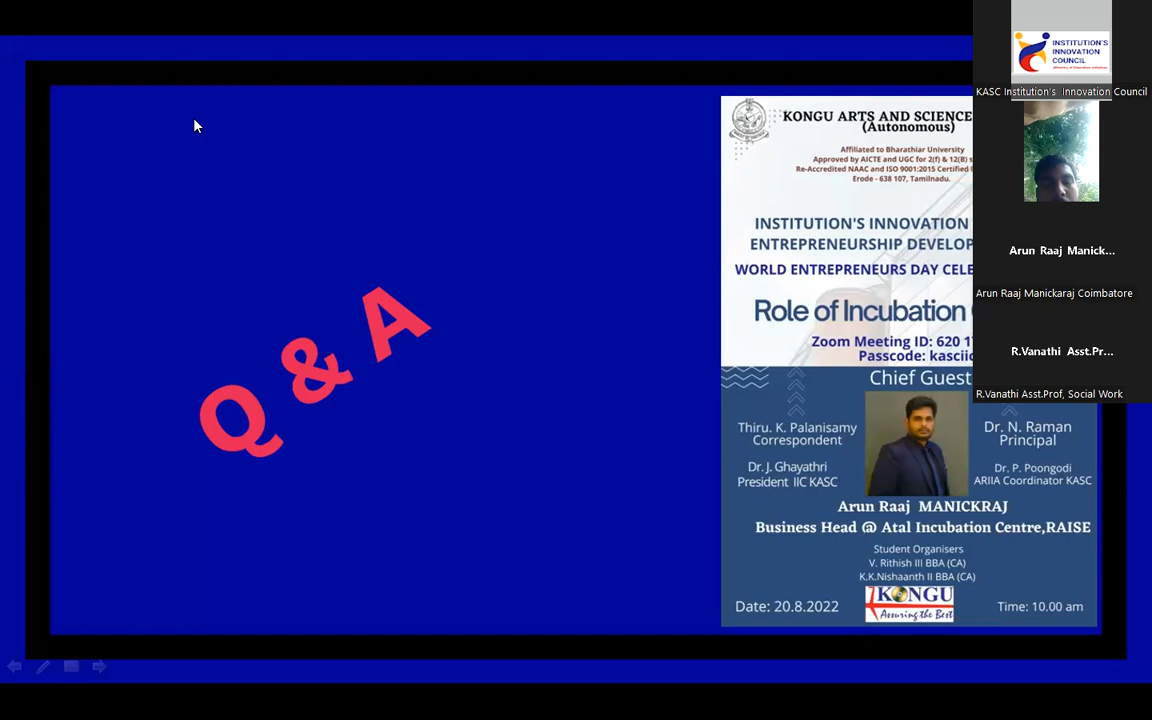 Q & A
KONGU ARTS AND SCIENCE
(Autonomous)
Affiliated to Bharathiar University
Approved by AICTE and UGC for 2(f) & 12(B)
Re-Accredited NAAC and ISO 9001:2015 Certified
Erode - 638 107, Tamilnadu.
INSTITUTION'S INNOVATION
ENTREPRENEURSHIP
WORLD ENTREPRENEURS DAY
Role of Incubation
Zoom Meeting ID: 620
Passcode:
Chief Guest
Thiru. K. Palanisamy
Correspondent
Dr. J. Ghayathri
President IIC KASC
Dr. N. Raman
Principal
Dr. P. Poongodi
ARIIA Coordinator KASC
Arun Raaj MANICKRAJ
Business Head @ Atal Incubation Centre,RAISE
Student Organisers
V. Rithish III BBA (CA)
K.K.Nishaanth II BBA (CA)
KONGU
Assuring the Best
Date: 20.8.2022
Time: 10.00 am
INSTITUTION'S
INNOVATION
COUNCIL
KASC Institution's Innovation Council
Arun Raaj Manick...
Arun Raaj Manickaraj Coimbatore
R.Vanathi Asst.Pr...
R.Vanathi Asst.Prof, Social Work